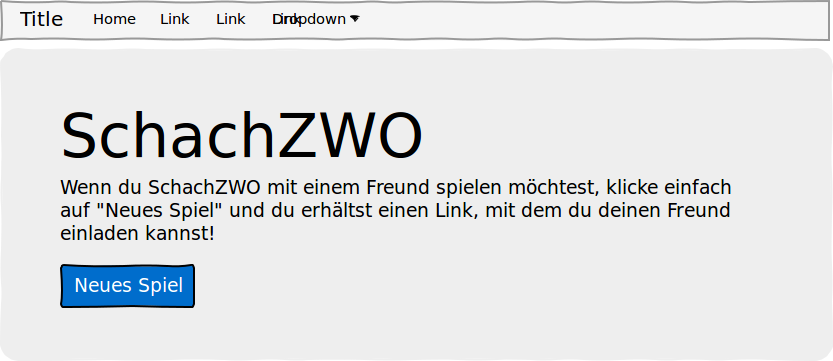 Title Home Link Link Link Dropdown
SchachZWO
Wenn du SchachZWO mit einem Freund spielen möchtest, klicke einfach
auf "Neues Spiel" und du erhältst einen Link, mit dem du deinen Freund
einladen kannst!
Neues Spiel